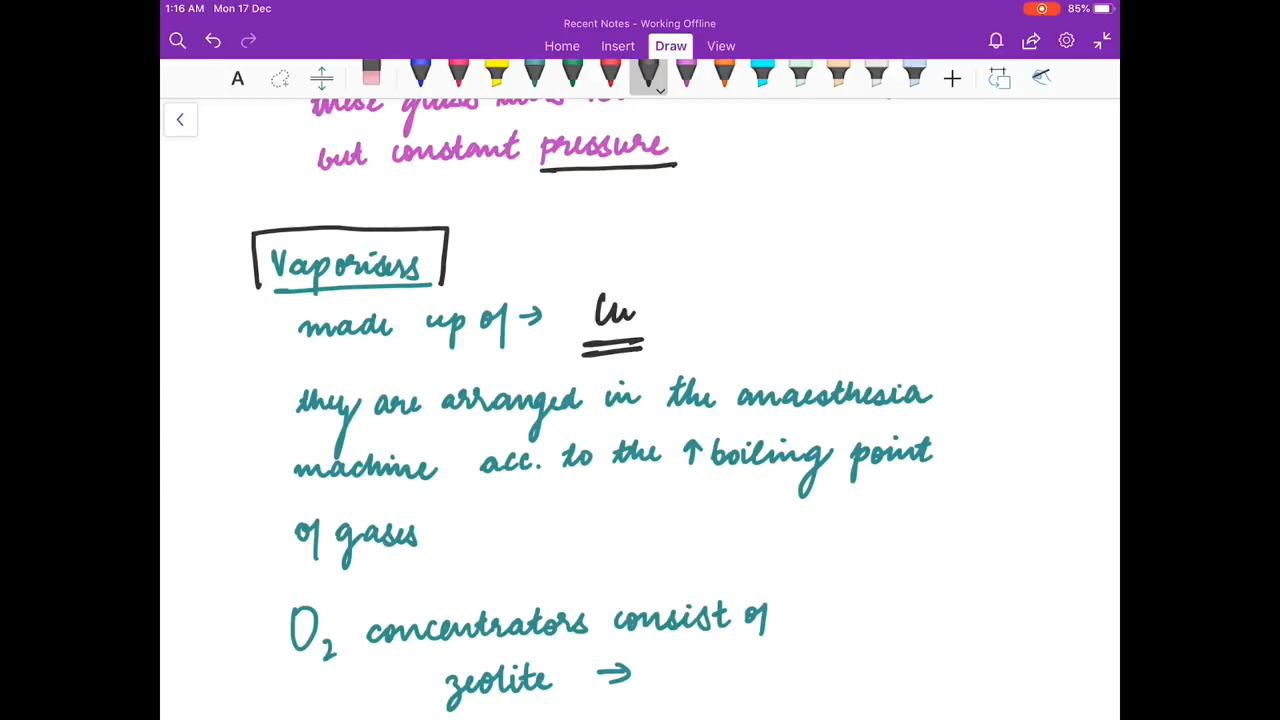 1:16 AM Mon 17 Dec
85%
Recent Notes - Working Offline
Home Insert Draw View
A
these glass
but constant pressure
Vaporisers
made up of → Cu
they are arranged in the anaesthesia
machine acc. to the ↑ boiling point
of gases
O2 concentrators consist of
zeolite →